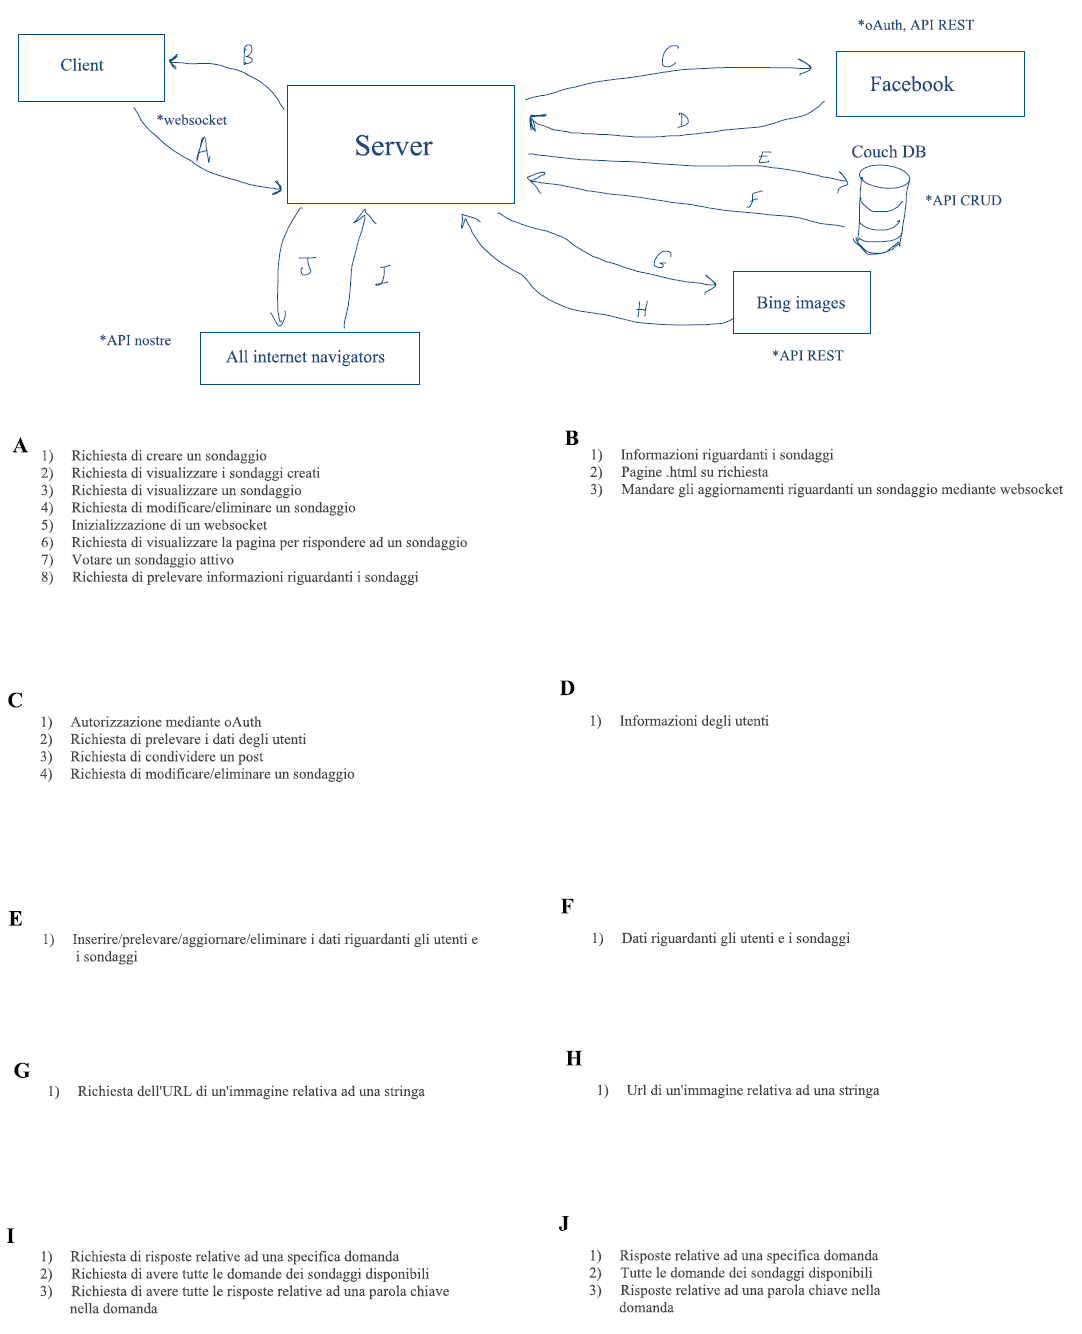 *oAuth, API REST
Client
B
C
Facebook
*websocket
A
Server
D
Couch DB
E
F
*API CRUD
J
I
G
H
Bing images
*API nostre
All internet navigators
*API REST
A
1) Richiesta di creare un sondaggio
2) Richiesta di visualizzare i sondaggi creati
3) Richiesta di visualizzare un sondaggio
4) Richiesta di modificare/eliminare un sondaggio
5) Inizializzazione di un websocket
6) Richiesta di visualizzare la pagina per rispondere ad un sondaggio
7) Votare un sondaggio attivo
8) Richiesta di prelevare informazioni riguardanti i sondaggi
B
1) Informazioni riguardanti i sondaggi
2) Pagine .html su richiesta
3) Mandare gli aggiornamenti riguardanti un sondaggio mediante websocket
C
1) Autorizzazione mediante oAuth
2) Richiesta di prelevare i dati degli utenti
3) Richiesta di condividere un post
4) Richiesta di modificare/eliminare un sondaggio
D
1) Informazioni degli utenti
E
1) Inserire/prelevare/aggiornare/eliminare i dati riguardanti gli utenti e
i sondaggi
F
1) Dati riguardanti gli utenti e i sondaggi
G
1) Richiesta dell'URL di un'immagine relativa ad una stringa
H
1) Url di un'immagine relativa ad una stringa
I
1) Richiesta di risposte relative ad una specifica domanda
2) Richiesta di avere tutte le domande dei sondaggi disponibili
3) Richiesta di avere tutte le risposte relative ad una parola chiave
nella domanda
J
1) Risposte relative ad una specifica domanda
2) Tutte le domande dei sondaggi disponibili
3) Risposte relative ad una parola chiave nella
domanda